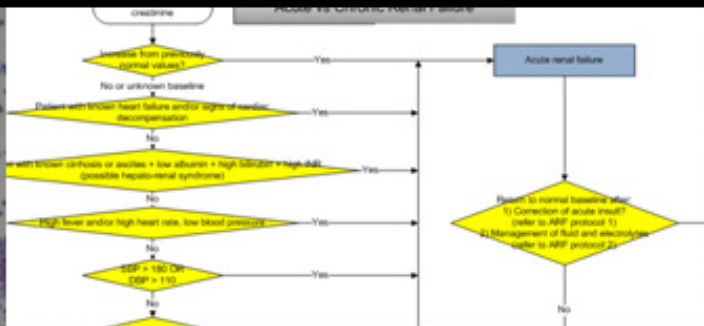 creatinine
Acute vs Chronic Renal Failure
Increase from previously
normal values?
Yes
Acute renal failure
No or unknown baseline
Patient with known heart failure and/or signs of cardiac
decompensation
Yes
No
with known cirrhosis or ascites + low albumin + high bilirubin + high INR
(possible hepato-renal syndrome)
Yes
No
High fever and/or high heart rate, low blood pressure
Yes
Return to normal baseline after:
1) Correction of acute insult?
(refer to ARF protocol 1)
2) Management of fluid and electrolytes
(refer to ARF protocol 2)
No
SBP > 180 OR
DBP > 110
Yes
No
No